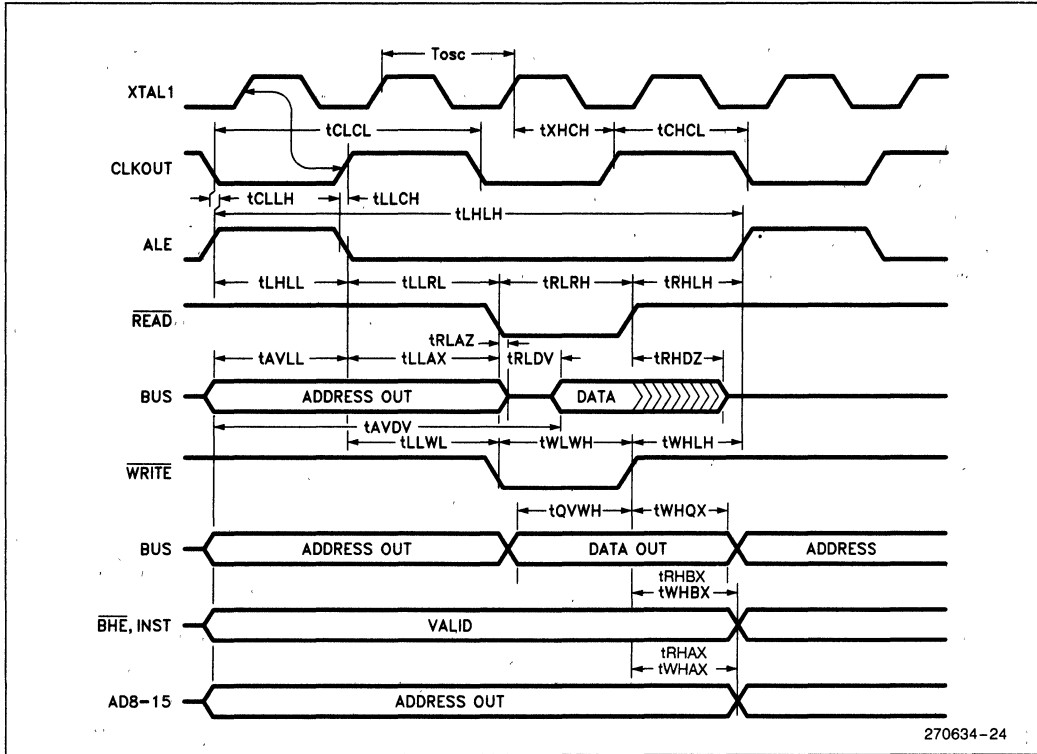 Tosc
XTAL1
tCLCL
tXHCH
tCHCL
CLKOUT
tCLLH
tLLCH
tLHLH
ALE
tLHLL
tLLRL
tRLRH
tRHLH
READ
tRLAZ
tRLDV
tAVLL
tLLAX
tRHDZ
BUS
ADDRESS OUT
DATA
tAVDV
tLLWL
tWLWH
tWHLH
WRITE
tQVWH
tWHQX
BUS
ADDRESS OUT
DATA OUT
ADDRESS
tRHBX
tWHBX
BHE, INST
VALID
tRHAX
tWHAX
AD8-15
ADDRESS OUT
270634-24